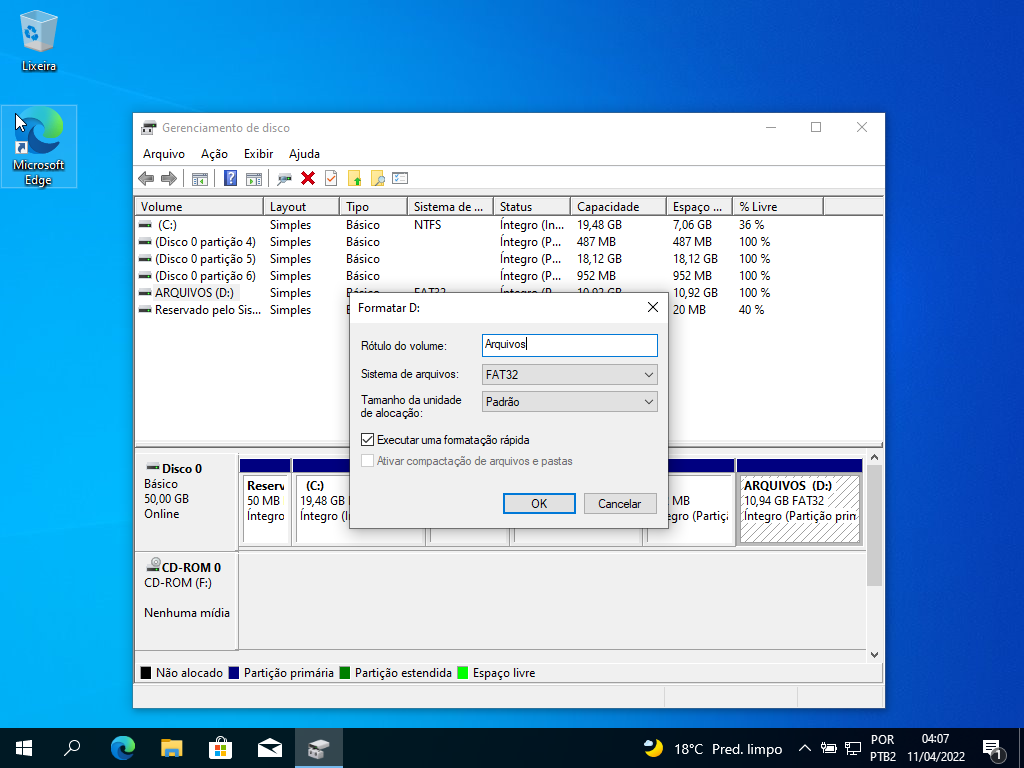 Lixeira
Microsoft
Edge
Gerenciamento de disco
Arquivo Ação Exibir Ajuda
Volume Layout Tipo Sistema de ... Status Capacidade Espaço ... % Livre
(C:) Simples Básico NTFS Íntegro (In... 19,48 GB 7,06 GB 36 %
(Disco 0 partição 4) Simples Básico Íntegro (P... 487 MB 487 MB 100 %
(Disco 0 partição 5) Simples Básico Íntegro (P... 18,12 GB 18,12 GB 100 %
(Disco 0 partição 6) Simples Básico Íntegro (P... 952 MB 952 MB 100 %
ARQUIVOS (D:) Simples Básico FAT32 Íntegro (P... 10,92 GB 10,92 GB 100 %
Reservado pelo Sis... Simples 20 MB 40 %
Formatar D:
Rótulo do volume: Arquivos
Sistema de arquivos: FAT32
Tamanho da unidade
de alocação: Padrão
Executar uma formatação rápida
Ativar compactação de arquivos e pastas
OK Cancelar
Disco 0
Básico
50,00 GB
Online
Reserv
50 MB
Íntegro
(C:)
19,48 GB
Íntegro (I
MB
egro (Partiç
ARQUIVOS (D:)
10,94 GB FAT32
Íntegro (Partição prin
CD-ROM 0
CD-ROM (F:)
Nenhuma mídia
Não alocado Partição primária Partição estendida Espaço livre
18°C Pred. limpo
POR
PTB2
04:07
11/04/2022
1